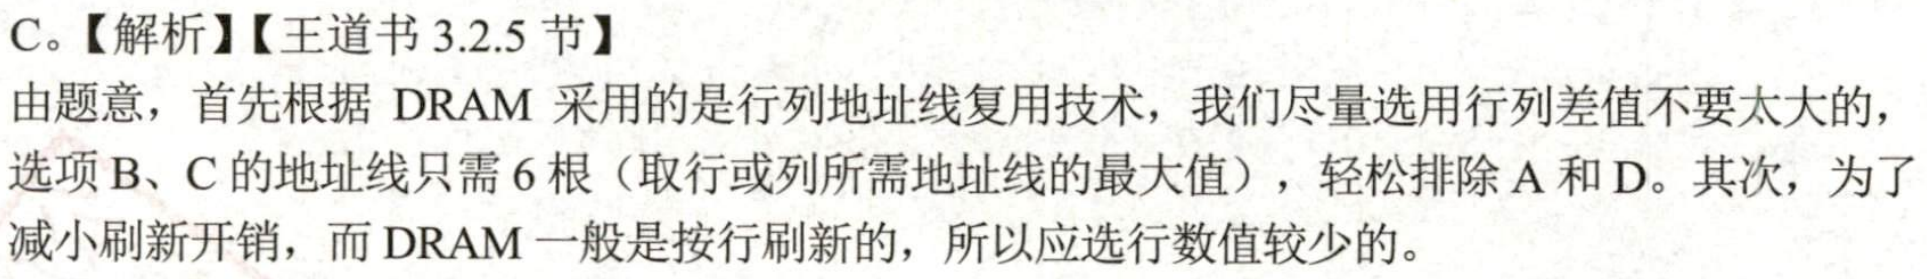 C。【解析】【王道书 3.2.5 节】
由题意，首先根据 DRAM 采用的是行列地址线复用技术，我们尽量选用行列差值不要太大的，
选项 B、C 的地址线只需 6 根（取行或列所需地址线的最大值），轻松排除 A 和 D。其次，为了
减小刷新开销，而 DRAM 一般是按行刷新的，所以应选行数值较少的。